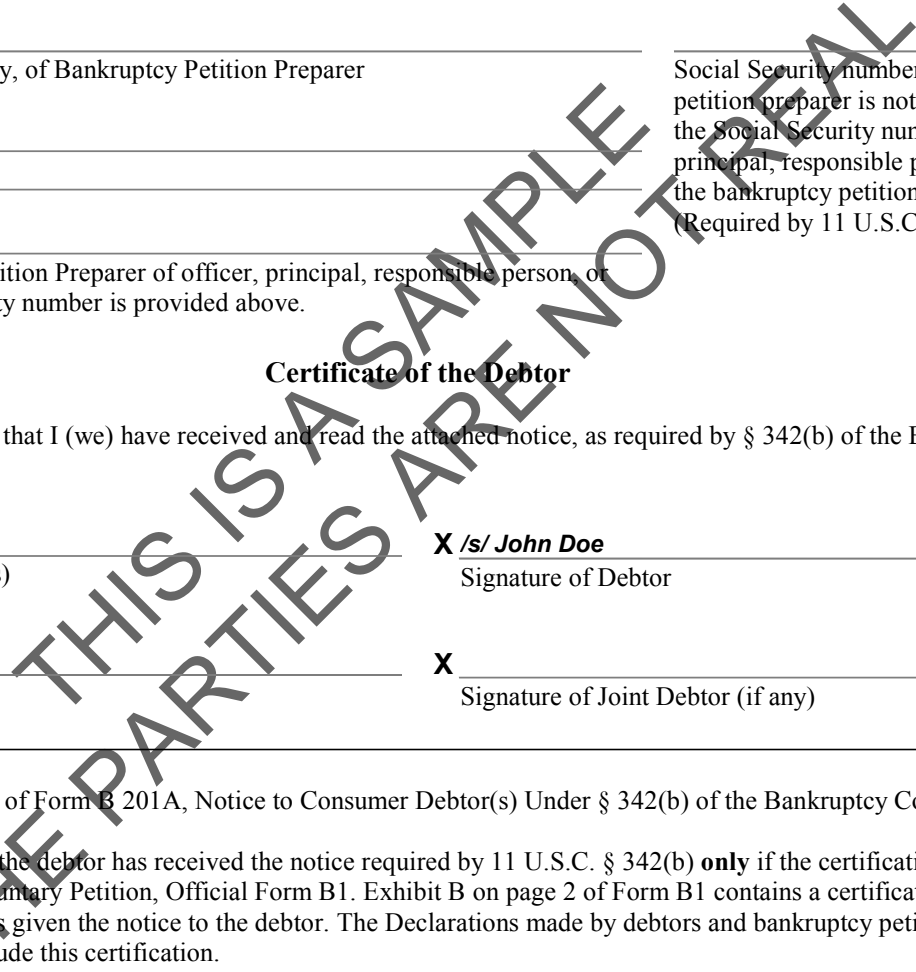 y, of Bankruptcy Petition Preparer
Social Security number
petition preparer is not
the Social Security num
principal, responsible p
the bankruptcy petition
(Required by 11 U.S.C
ition Preparer of officer, principal, responsible person, or
ty number is provided above.
Certificate of the Debtor
that I (we) have received and read the attached notice, as required by § 342(b) of the B
X /s/ John Doe
s)
Signature of Debtor
X
Signature of Joint Debtor (if any)
of Form B 201A, Notice to Consumer Debtor(s) Under § 342(b) of the Bankruptcy Co
the debtor has received the notice required by 11 U.S.C. § 342(b) only if the certificati
untary Petition, Official Form B1. Exhibit B on page 2 of Form B1 contains a certificat
s given the notice to the debtor. The Declarations made by debtors and bankruptcy peti
ude this certification.
THIS IS A SAMPLE
THE PARTIES ARE NOT REAL